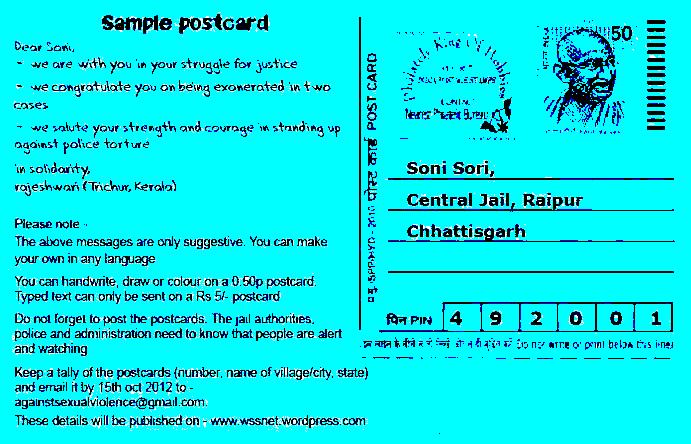 Sample postcard
Dear Soni,
- we are with you in your struggle for justice
- we congratulate you on being exonerated in two
cases
- we salute your strength and courage in standing up
against police torture
in solidarity,
rajeshwari (Trichur, Kerala)
Please note -
The above messages are only suggestive. You can make
your own in any language
You can handwrite, draw or colour on a 0.50p postcard.
Typed text can only be sent on a Rs 5/- postcard
Do not forget to post the postcards. The jail authorities,
police and administration need to know that people are alert
and watching
Keep a tally of the postcards (number, name of village/city, state)
and email it by 15th oct 2012 to -
againstsexualviolence@gmail.com.
These details will be published on - www.wssnet.wordpress.com
पोस्ट कार्ड POST CARD
Philately King Of Hobbies
Nearest Philatelic Bureau
50
Soni Sori,
Central Jail, Raipur
Chhattisgarh
पिन PIN 4 9 2 0 0 1
Do not write or print below this line